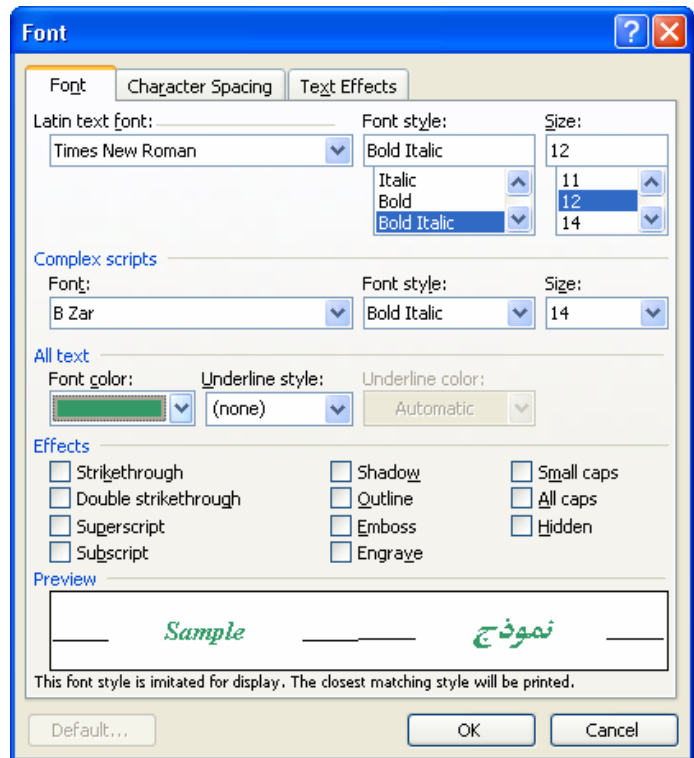 Font
Font Character Spacing Text Effects
Latin text font: Font style: Size:
Times New Roman Bold Italic 12
Italic 11
Bold 12
Bold Italic 14
Complex scripts
Font: Font style: Size:
B Zar Bold Italic 14
All text
Font color: Underline style: Underline color:
(none) Automatic
Effects
Strikethrough Shadow Small caps
Double strikethrough Outline All caps
Superscript Emboss Hidden
Subscript Engrave
Preview
Sample نموذج
This font style is imitated for display. The closest matching style will be printed.
Default... OK Cancel